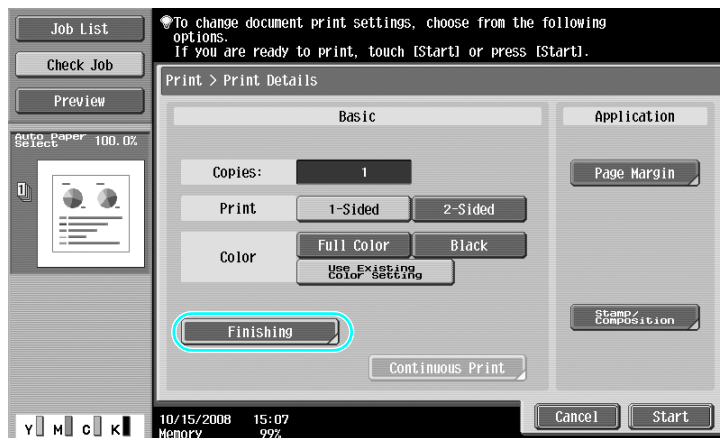 Job List
Check Job
Preview
Auto Paper
Select
100.0%
Y M C K
To change document print settings, choose from the following
options.
If you are ready to print, touch [Start] or press [Start].
Print > Print Details
Basic
Copies:
1
Print
1-Sided
2-Sided
Color
Full Color
Black
Use Existing
Color Setting
Finishing
Continuous Print
Application
Page Margin
Stamp/
Composition
10/15/2008 15:07
Memory 99%
Cancel
Start